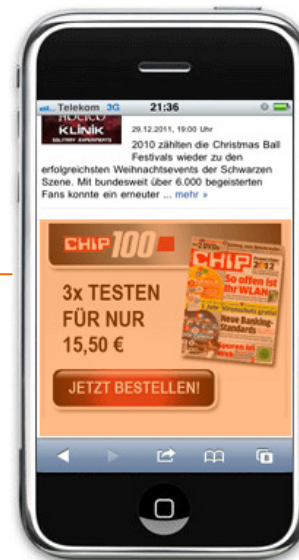 Telekom 3G 21:36
KLINIK
29.12.2011, 19:00 Uhr
2010 zählten die Christmas Ball
Festivals wieder zu den
erfolgreichsten Weihnachtsevents der Schwarzen
Szene. Mit bundesweit über 6.000 begeisterten
Fans konnte ein erneuter ... mehr »
CHIP 100
3x TESTEN
FÜR NUR
15,50 €
JETZT BESTELLEN!
CHIP
So offen ist
Ihr WLAN
Neue Banking-
Standards